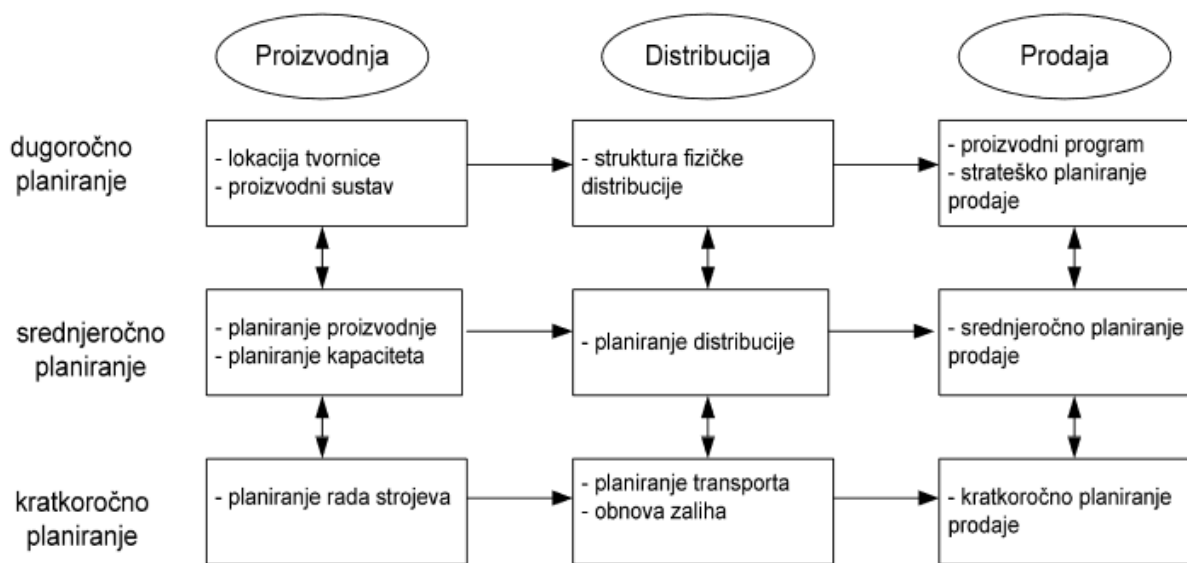 Proizvodnja
Distribucija
Prodaja
dugoročno
planiranje
- lokacija tvornice
- proizvodni sustav
- struktura fizičke
distribucije
- proizvodni program
- strateško planiranje
prodaje
srednjeročno
planiranje
- planiranje proizvodnje
- planiranje kapaciteta
- planiranje distribucije
- srednjeročno planiranje
prodaje
kratkoročno
planiranje
- planiranje rada strojeva
- planiranje transporta
- obnova zaliha
- kratkoročno planiranje
prodaje